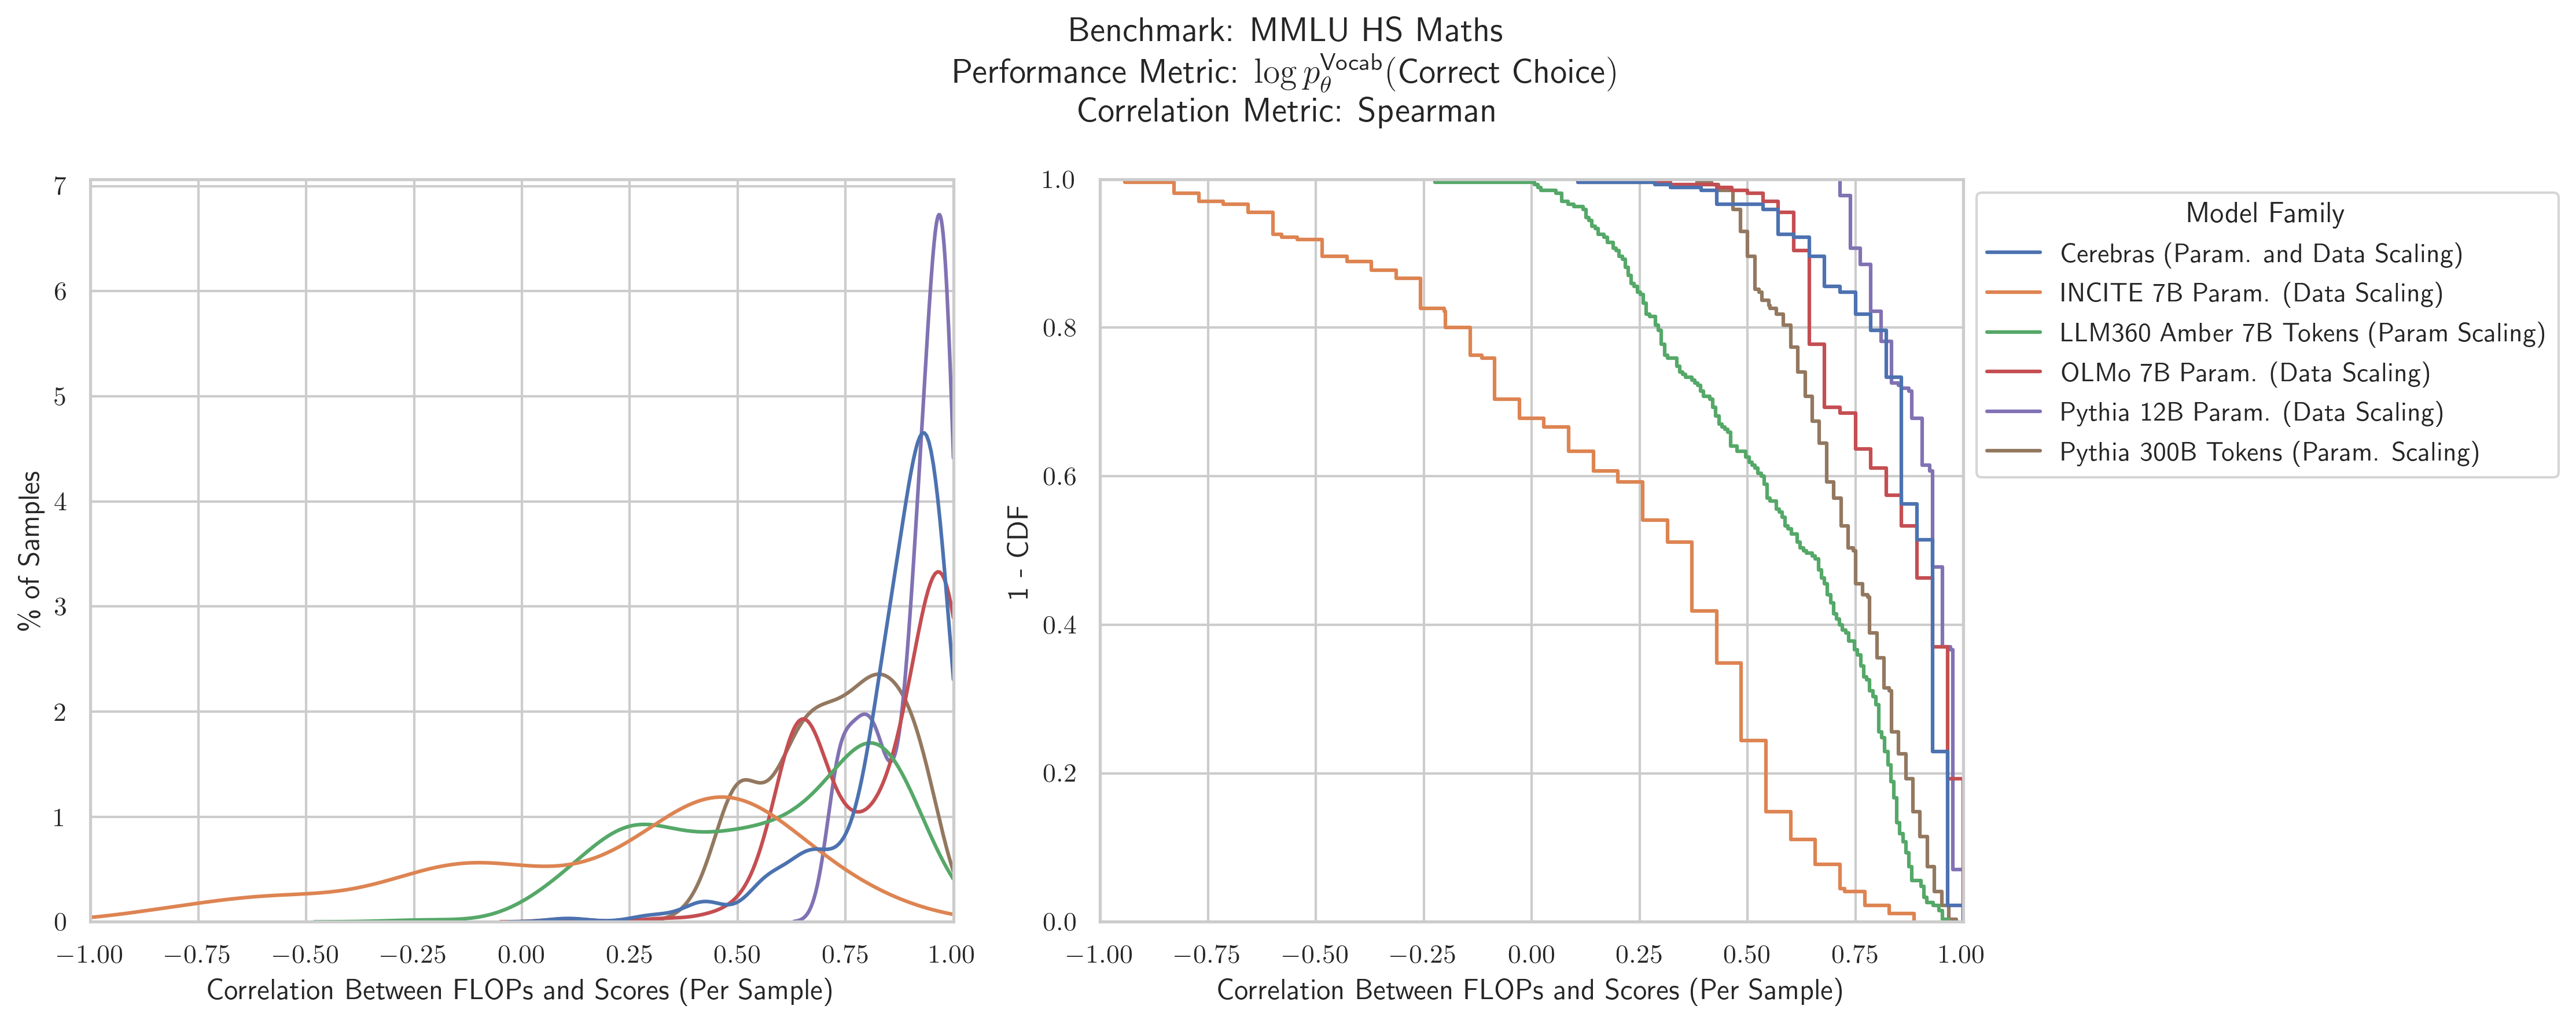 Benchmark: MMLU HS Maths
Performance Metric: log p_θ^Vocab(Correct Choice)
Correlation Metric: Spearman
% of Samples
7
6
5
4
3
2
1
0
−1.00 −0.75 −0.50 −0.25 0.00 0.25 0.50 0.75 1.00
Correlation Between FLOPs and Scores (Per Sample)
1 - CDF
1.0
0.8
0.6
0.4
0.2
0.0
−1.00 −0.75 −0.50 −0.25 0.00 0.25 0.50 0.75 1.00
Correlation Between FLOPs and Scores (Per Sample)
Model Family
Cerebras (Param. and Data Scaling)
INCITE 7B Param. (Data Scaling)
LLM360 Amber 7B Tokens (Param Scaling)
OLMo 7B Param. (Data Scaling)
Pythia 12B Param. (Data Scaling)
Pythia 300B Tokens (Param. Scaling)